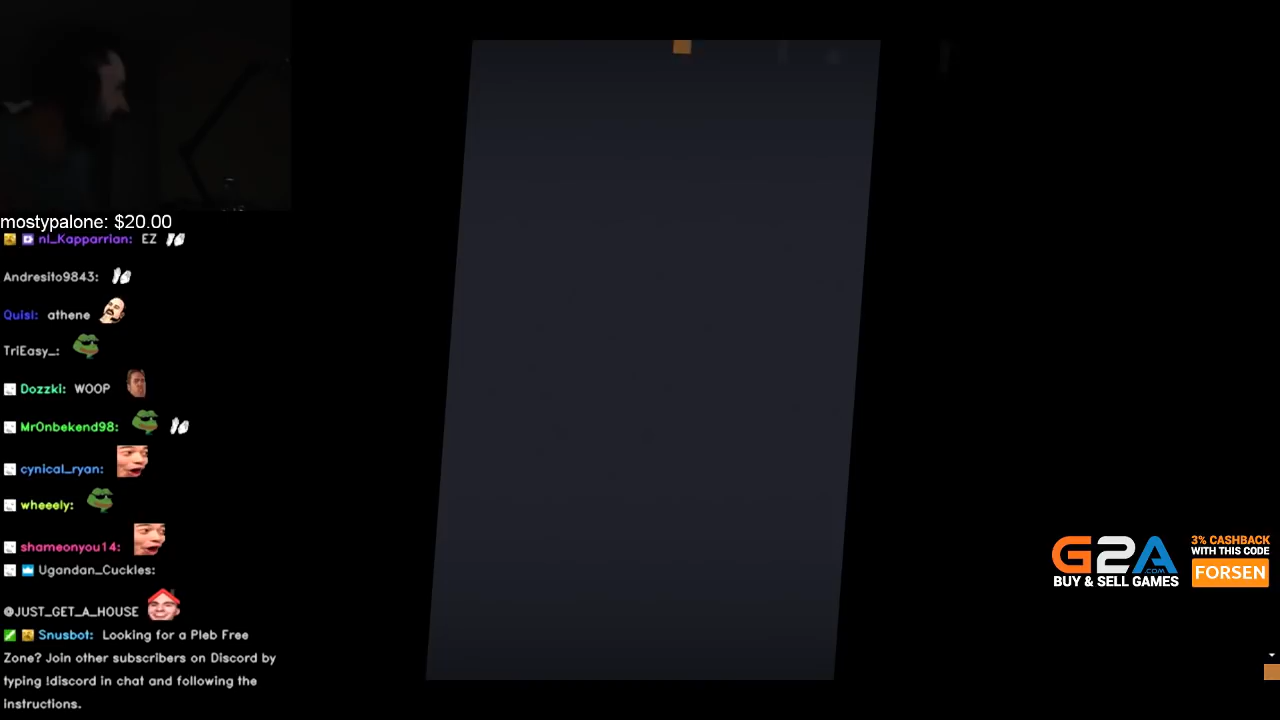 mostypalone: $20.00
nl_Kapparrian: EZ
Andresito9843:
Quisl: athene
TriEasy_:
Dozzki: WOOP
MrOnbekend98:
cynical_ryan:
wheeely:
shameonyou14:
Ugandan_Cuckles:
@JUST_GET_A_HOUSE
Snusbot: Looking for a Pleb Free
Zone? Join other subscribers on Discord by
typing !discord in chat and following the
instructions.
G2A
.COM
BUY & SELL GAMES
3% CASHBACK
WITH THIS CODE
FORSEN